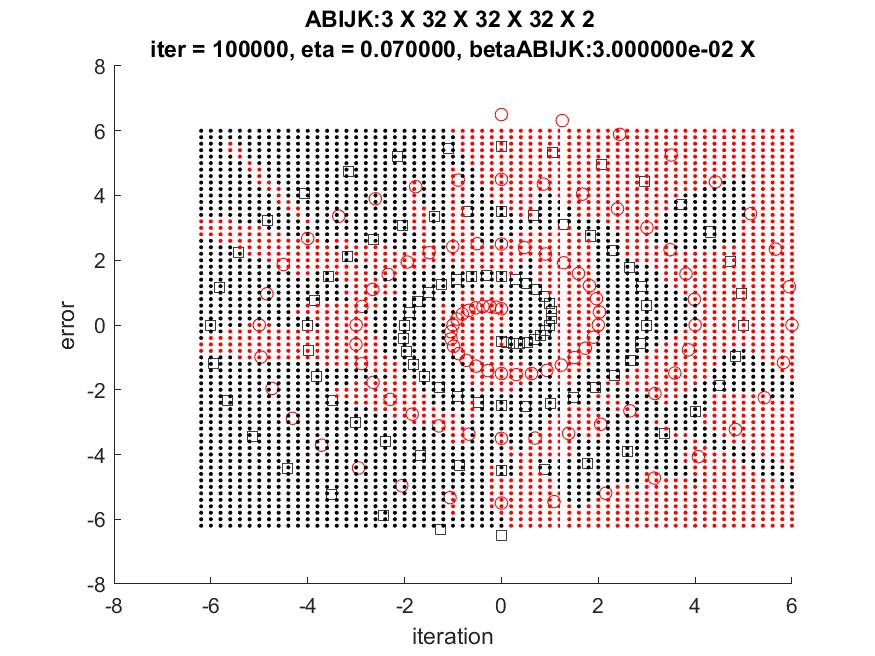 ABIJK:3 X 32 X 32 X 32 X 2
iter = 100000, eta = 0.070000, betaABIJK:3.000000e-02 X
8
6
4
2
0
-2
-4
-6
-8
error
-8 -6 -4 -2 0 2 4 6
iteration